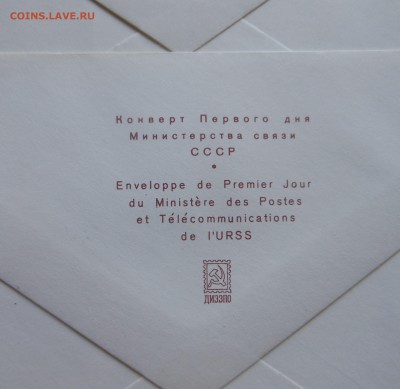 COINS.LAVE.RU
Конверт Первого дня
Министерства связи
СССР
•
Enveloppe de Premier Jour
du Ministère des Postes
et Télécommunications
de l'URSS
ДИЭЗПО